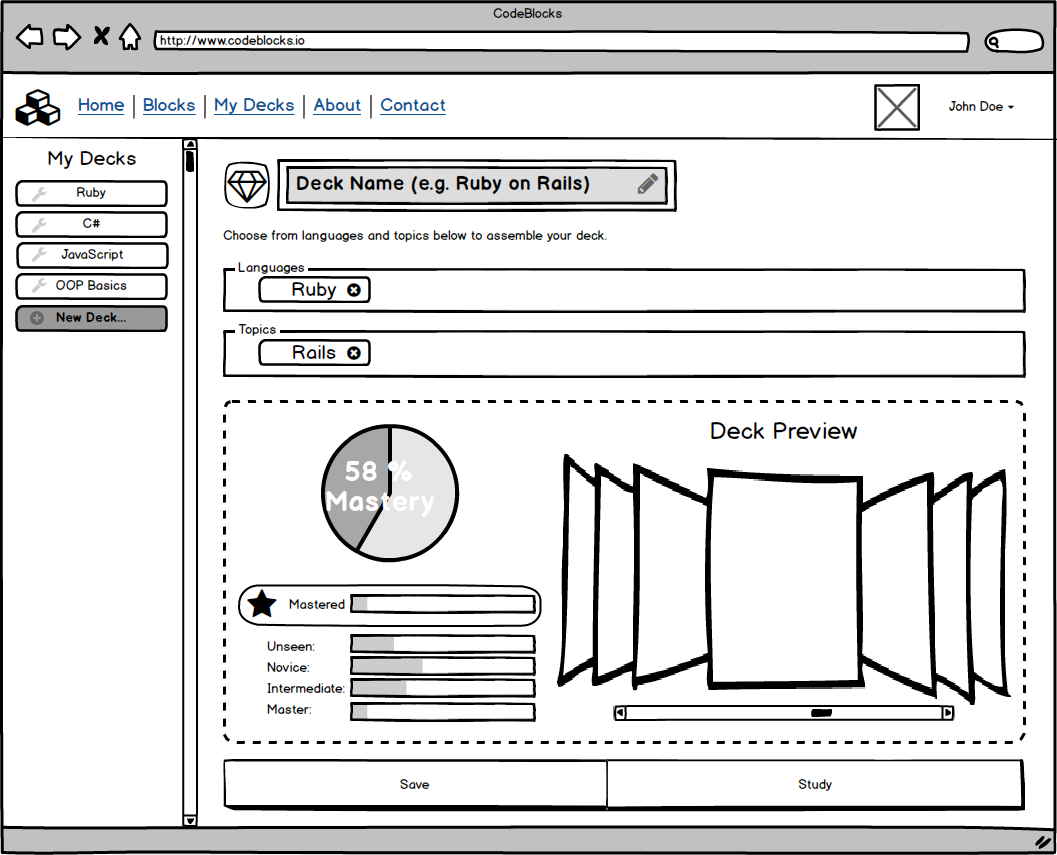 CodeBlocks
http://www.codeblocks.io
Home | Blocks | My Decks | About | Contact
John Doe
My Decks
Ruby
C#
JavaScript
OOP Basics
New Deck...
Deck Name (e.g. Ruby on Rails)
Choose from languages and topics below to assemble your deck.
Languages
Ruby
Topics
Rails
58 %
Mastery
Mastered
Unseen:
Novice:
Intermediate:
Master:
Deck Preview
Save
Study